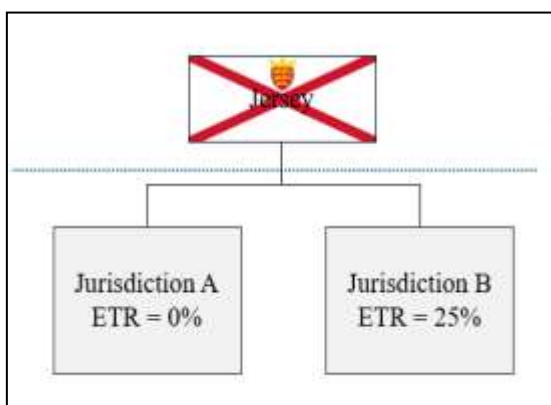 Jersey
Jurisdiction A
ETR = 0%
Jurisdiction B
ETR = 25%